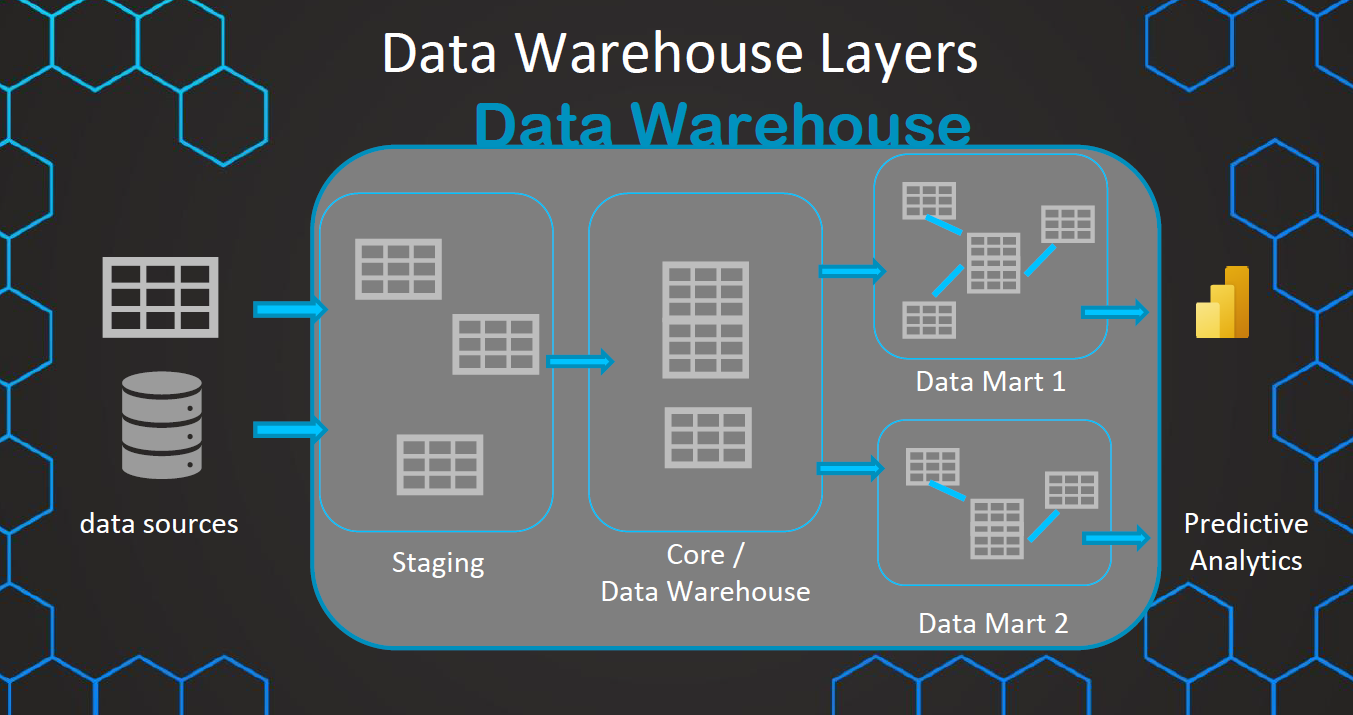 Data Warehouse Layers
Data Warehouse
data sources
Staging
Core /
Data Warehouse
Data Mart 1
Data Mart 2
Predictive
Analytics